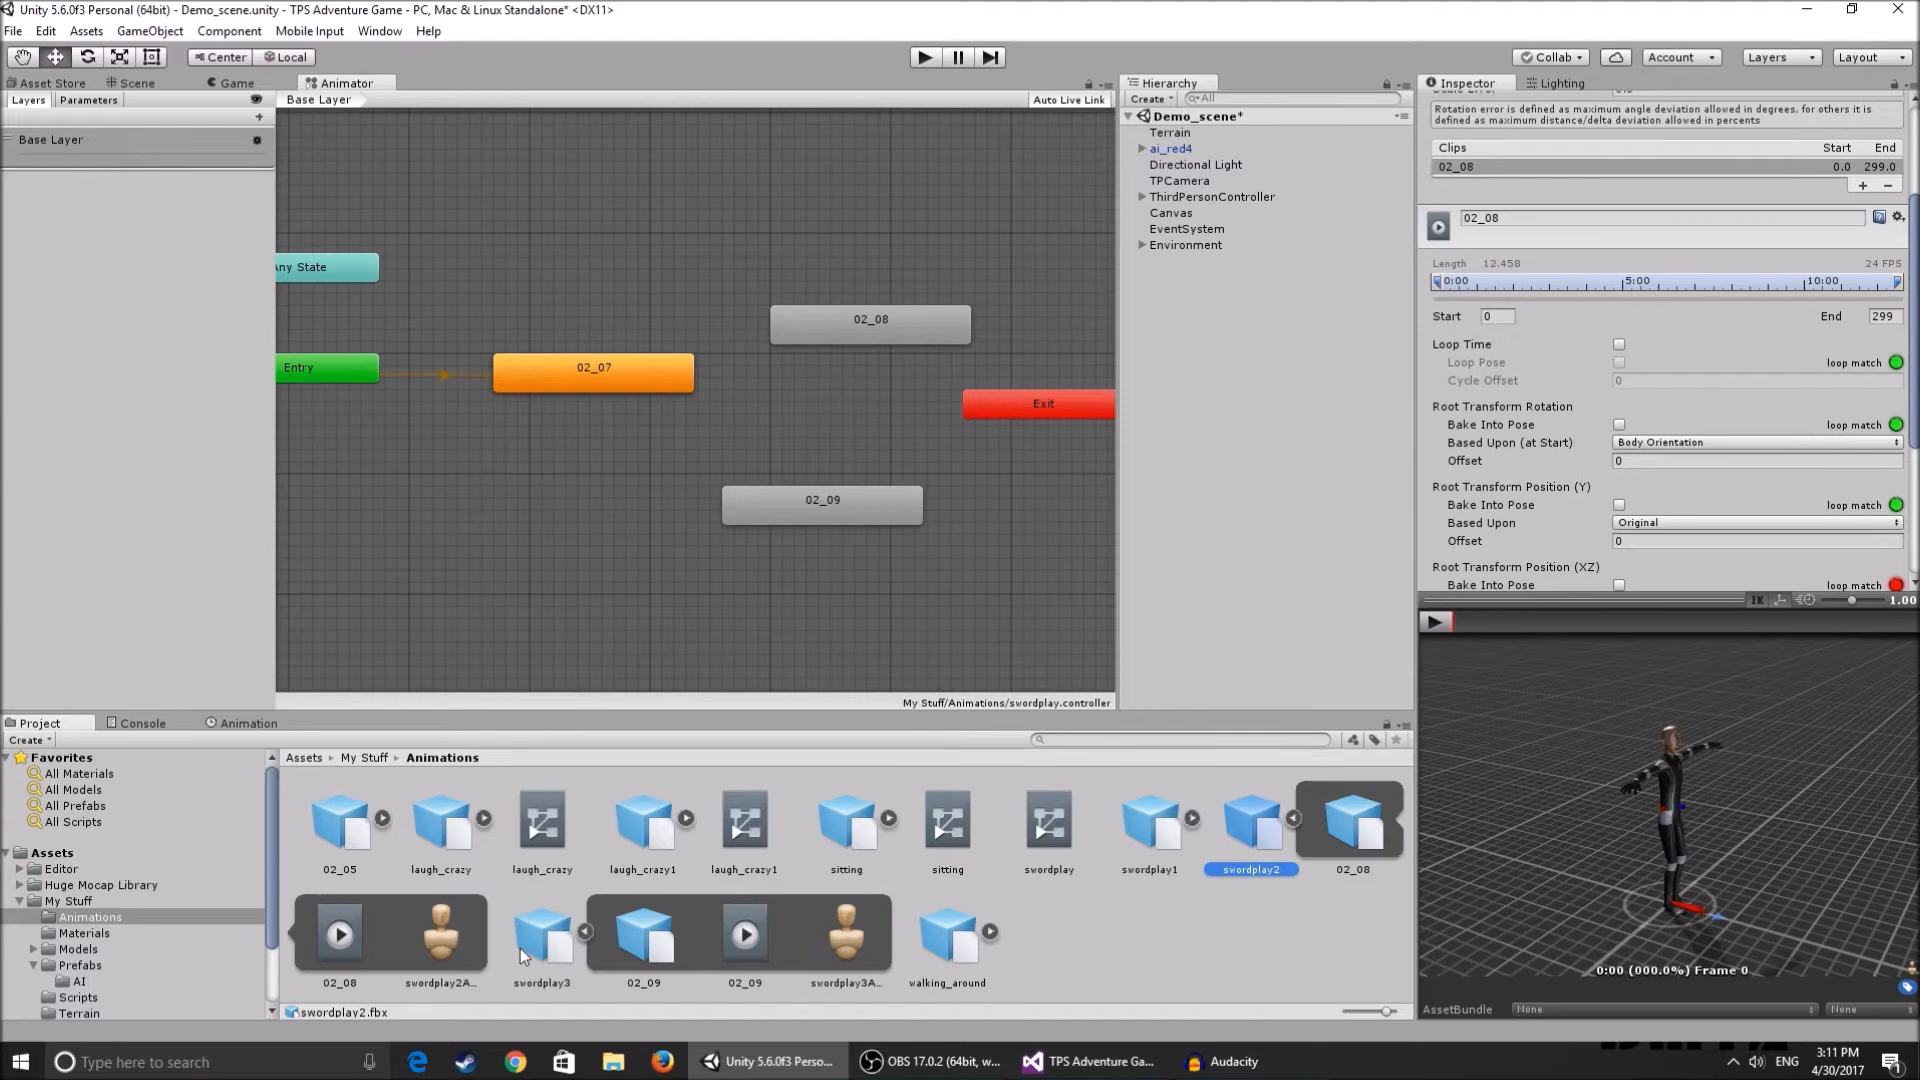 Unity 5.6.0f3 Personal (64bit) - Demo_scene.unity - TPS Adventure Game - PC, Mac & Linux Standalone* <DX11>
File Edit Assets GameObject Component Mobile Input Window Help
Center Local Collab Account Layers Layout
Asset Store Scene Game Animator
Layers Parameters Base Layer Auto Live Link
Base Layer
Any State
Entry
02_07
02_08
Exit
02_09
My Stuff/Animations/swordplay.controller
Hierarchy
Create All
Demo_scene*
Terrain
ai_red4
Directional Light
TPCamera
ThirdPersonController
Canvas
EventSystem
Environment
Inspector Lighting
Rotation error is defined as maximum angle deviation allowed in degrees, for others it is
defined as maximum distance/delta deviation allowed in percents
Clips Start End
02_08 0.0 299.0
02_08
Length 12.458 24 FPS
0:00 5:00 10:00
Start 0 End 299
Loop Time
Loop Pose loop match
Cycle Offset 0
Root Transform Rotation
Bake Into Pose loop match
Based Upon (at Start) Body Orientation
Offset 0
Root Transform Position (Y)
Bake Into Pose loop match
Based Upon Original
Offset 0
Root Transform Position (XZ)
Bake Into Pose loop match
IK 1.00
0:00 (000.0%) Frame 0
AssetBundle None None
Project Console Animation
Create
Favorites
All Materials
All Models
All Prefabs
All Scripts
Assets
Editor
Huge Mocap Library
My Stuff
Animations
Materials
Models
Prefabs
AI
Scripts
Terrain
Assets My Stuff Animations
02_05 laugh_crazy laugh_crazy laugh_crazy1 laugh_crazy1 sitting sitting swordplay swordplay1 swordplay2 02_08
02_08 swordplay2A... swordplay3 02_09 02_09 swordplay3A... walking_around
swordplay2.fbx
Type here to search
Unity 5.6.0f3 Perso... OBS 17.0.2 (64bit, w... TPS Adventure Ga... Audacity
ENG 3:11 PM
4/30/2017
1